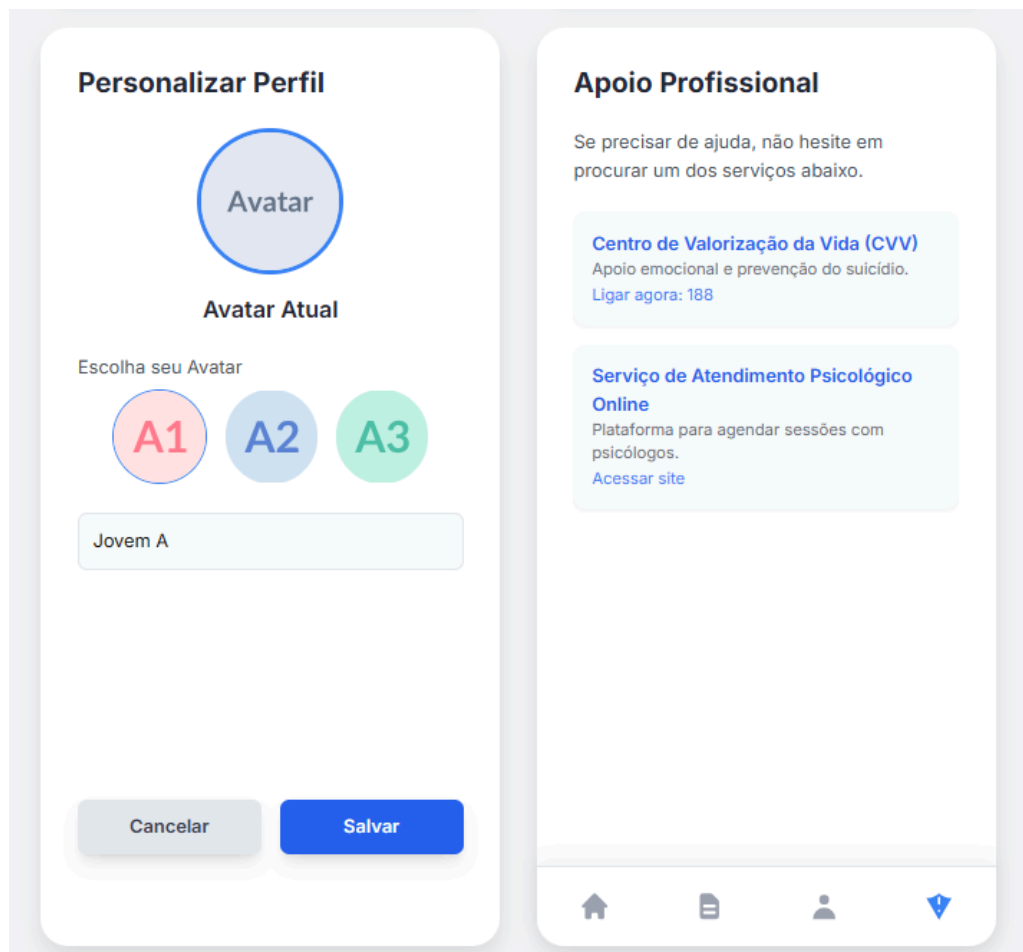 Personalizar Perfil
Avatar
Avatar Atual
Escolha seu Avatar
A1 A2 A3
Jovem A
Cancelar Salvar
Apoio Profissional
Se precisar de ajuda, não hesite em
procurar um dos serviços abaixo.
Centro de Valorização da Vida (CVV)
Apoio emocional e prevenção do suicídio.
Ligar agora: 188
Serviço de Atendimento Psicológico
Online
Plataforma para agendar sessões com
psicólogos.
Acessar site